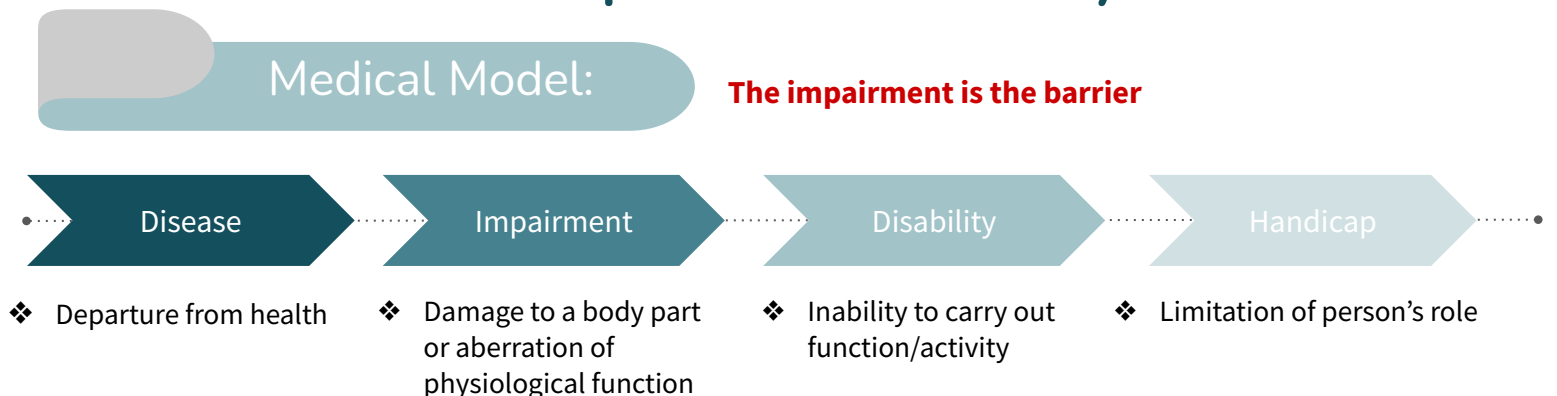 Medical Model:
The impairment is the barrier
Disease
Impairment
Disability
Handicap
❖ Departure from health
❖ Damage to a body part
or aberration of
physiological function
❖ Inability to carry out
function/activity
❖ Limitation of person’s role